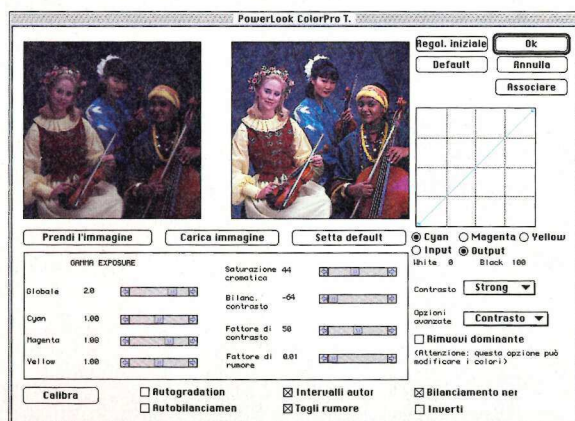 PowerLook ColorPro T.
Regol. iniziale
Ok
Default
Annulla
Associare
Prendi l'immagine
Carica immagine
Setta default
Cyan
Magenta
Yellow
Input
Output
White 0 Black 100
GAMMA EXPOSURE
Globale 2.0
Cyan 1.00
Magenta 1.00
Yellow 1.00
Saturazione 44
cromatica
Bilanc. -64
contrasto
Fattore di 50
contrasto
Fattore di 0.01
rumore
Contrasto Strong
Opzioni
avanzate Contrasto
Rimuovi dominante
(Attenzione: questa opzione può
modificare i colori)
Calibra
Autogradation
Autobilanciamen
Intervalli autor
Togli rumore
Bilanciamento ner
Inverti